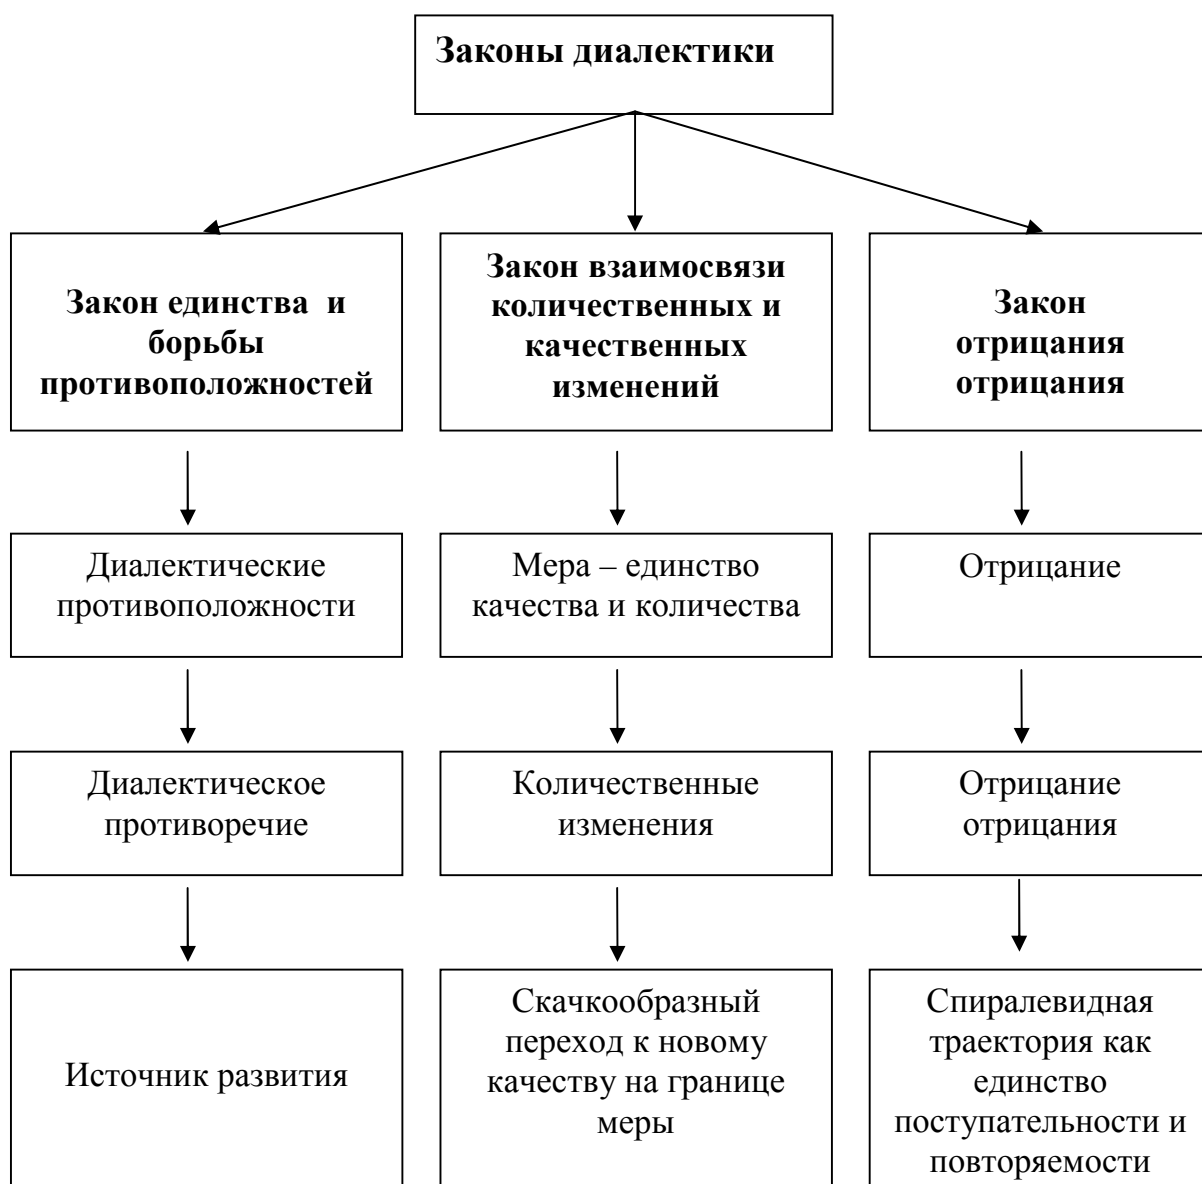 Законы диалектики
Закон единства и
борьбы
противоположностей
Закон взаимосвязи
количественных и
качественных
изменений
Закон
отрицания
отрицания
Диалектические
противоположности
Мера – единство
качества и количества
Отрицание
Диалектическое
противоречие
Количественные
изменения
Отрицание
отрицания
Источник развития
Скачкообразный
переход к новому
качеству на границе
меры
Спиралевидная
траектория как
единство
поступательности и
повторяемости